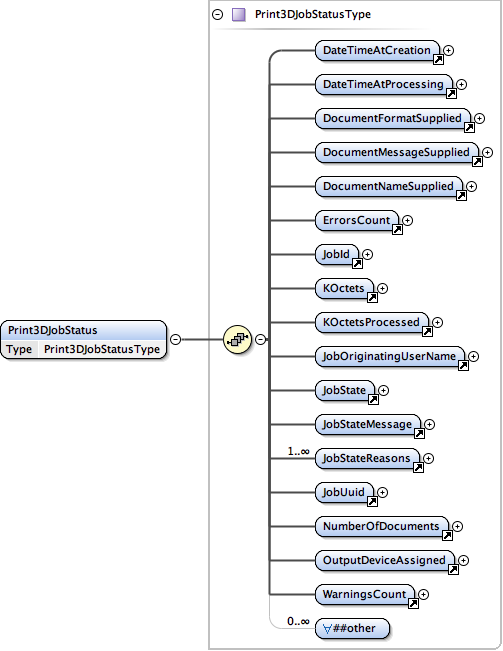 Print3DJobStatusType
DateTimeAtCreation
DateTimeAtProcessing
DocumentFormatSupplied
DocumentMessageSupplied
DocumentNameSupplied
ErrorsCount
JobId
KOctets
Print3DJobStatus
KOctetsProcessed
Type Print3DJobStatusType
JobOriginatingUserName
JobState
JobStateMessage
1..∞
JobStateReasons
JobUuid
NumberOfDocuments
OutputDeviceAssigned
WarningsCount
0..∞
∀##other